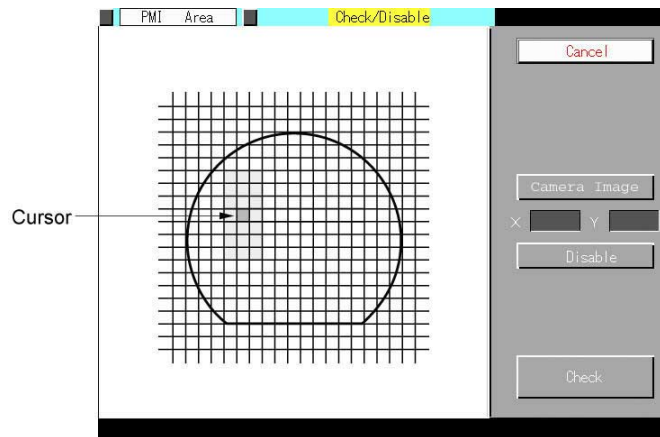 PMI Area Check/Disable
Cancel
Camera Image
Cursor
X Y
Disable
Check